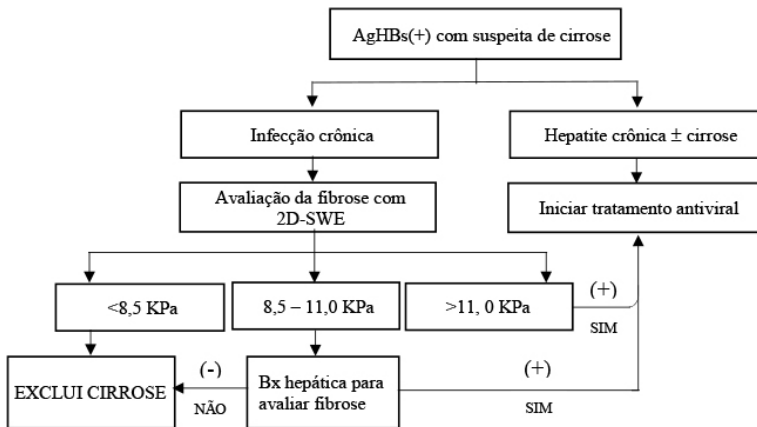 AgHBs(+) com suspeita de cirrose
Infecção crônica
Hepatite crônica ± cirrose
Avaliação da fibrose com
2D-SWE
Iniciar tratamento antiviral
<8,5 KPa
8,5 – 11,0 KPa
>11, 0 KPa
(+)
SIM
EXCLUI CIRROSE
(-)
NÃO
Bx hepática para
avaliar fibrose
(+)
SIM